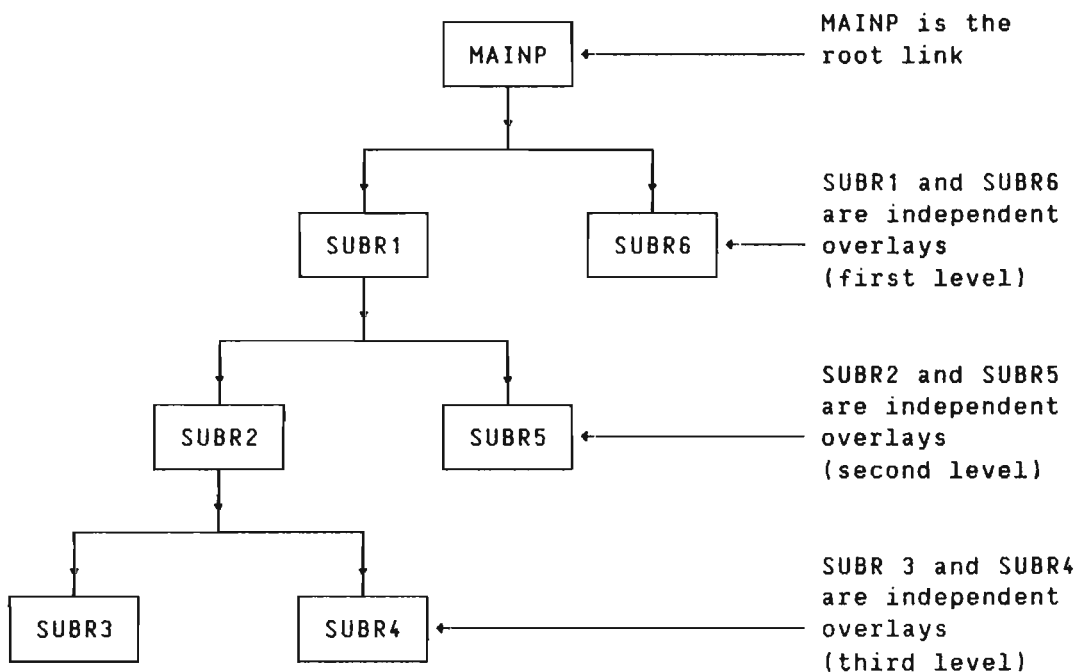 MAINP
MAINP is the
root link
SUBR1
SUBR6
SUBR1 and SUBR6
are independent
overlays
(first level)
SUBR2
SUBR5
SUBR2 and SUBR5
are independent
overlays
(second level)
SUBR3
SUBR4
SUBR 3 and SUBR4
are independent
overlays
(third level)